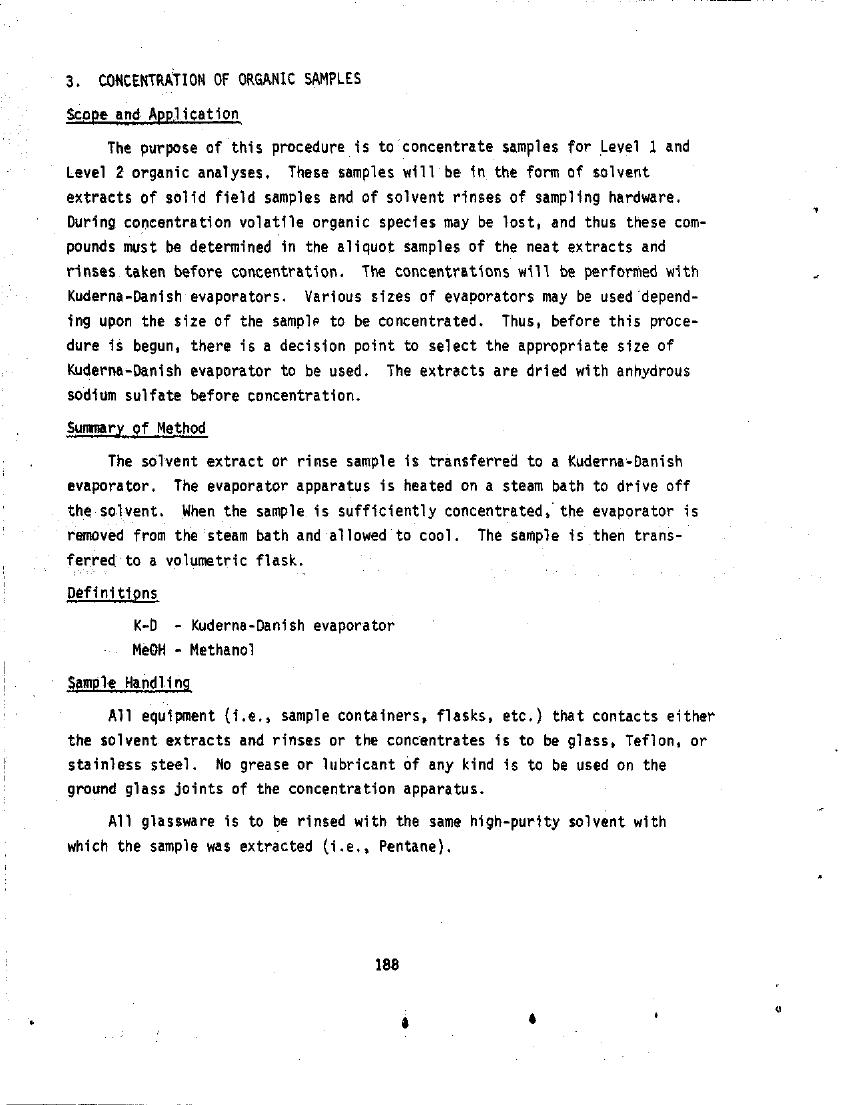 3. CONCENTRATION OF ORGANIC SAMPLES
Scope and Application
The purpose of this procedure is to concentrate samples for Level 1 and
Level 2 organic analyses. These samples will be in the form of solvent
extracts of solid field samples and of solvent rinses of sampling hardware.
During concentration volatile organic species may be lost, and thus these com-
pounds must be determined in the aliquot samples of the neat extracts and
rinses taken before concentration. The concentrations will be performed with
Kuderna-Danish evaporators. Various sizes of evaporators may be used depend-
ing upon the size of the sample to be concentrated. Thus, before this proce-
dure is begun, there is a decision point to select the appropriate size of
Kuderna-Danish evaporator to be used. The extracts are dried with anhydrous
sodium sulfate before concentration.
Summary of Method
The solvent extract or rinse sample is transferred to a Kuderna-Danish
evaporator. The evaporator apparatus is heated on a steam bath to drive off
the solvent. When the sample is sufficiently concentrated, the evaporator is
removed from the steam bath and allowed to cool. The sample is then trans-
ferred to a volumetric flask.
Definitions
K-D - Kuderna-Danish evaporator
MeOH - Methanol
Sample Handling
All equipment (i.e., sample containers, flasks, etc.) that contacts either
the solvent extracts and rinses or the concentrates is to be glass, Teflon, or
stainless steel. No grease or lubricant of any kind is to be used on the
ground glass joints of the concentration apparatus.
All glassware is to be rinsed with the same high-purity solvent with
which the sample was extracted (i.e., Pentane).
188